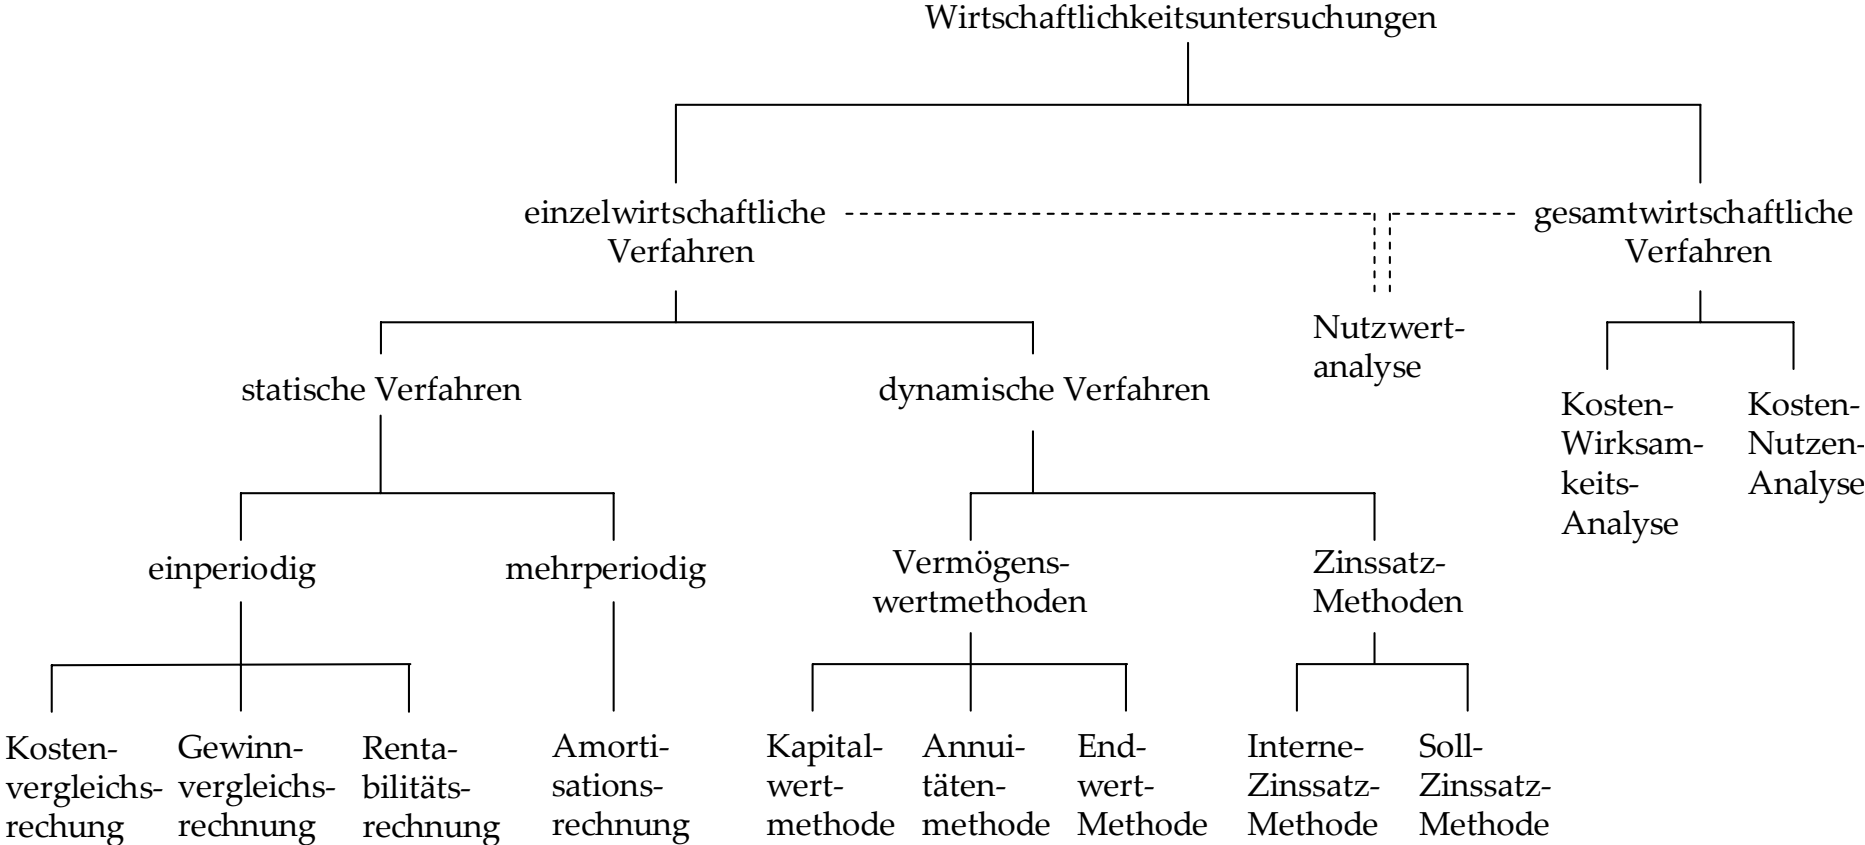 Wirtschaftlichkeitsuntersuchungen
einzelwirtschaftliche
Verfahren
gesamtwirtschaftliche
Verfahren
Nutzwert-
analyse
statische Verfahren
dynamische Verfahren
Kosten-
Wirksam-
keits-
Analyse
Kosten-
Nutzen-
Analyse
einperiodig
mehrperiodig
Vermögens-
wertmethoden
Zinssatz-
Methoden
Kosten-
vergleichs-
rechung
Gewinn-
vergleichs-
rechnung
Renta-
bilitäts-
rechnung
Amorti-
sations-
rechnung
Kapital-
wert-
methode
Annui-
täten-
methode
End-
wert-
Methode
Interne-
Zinssatz-
Methode
Soll-
Zinssatz-
Methode